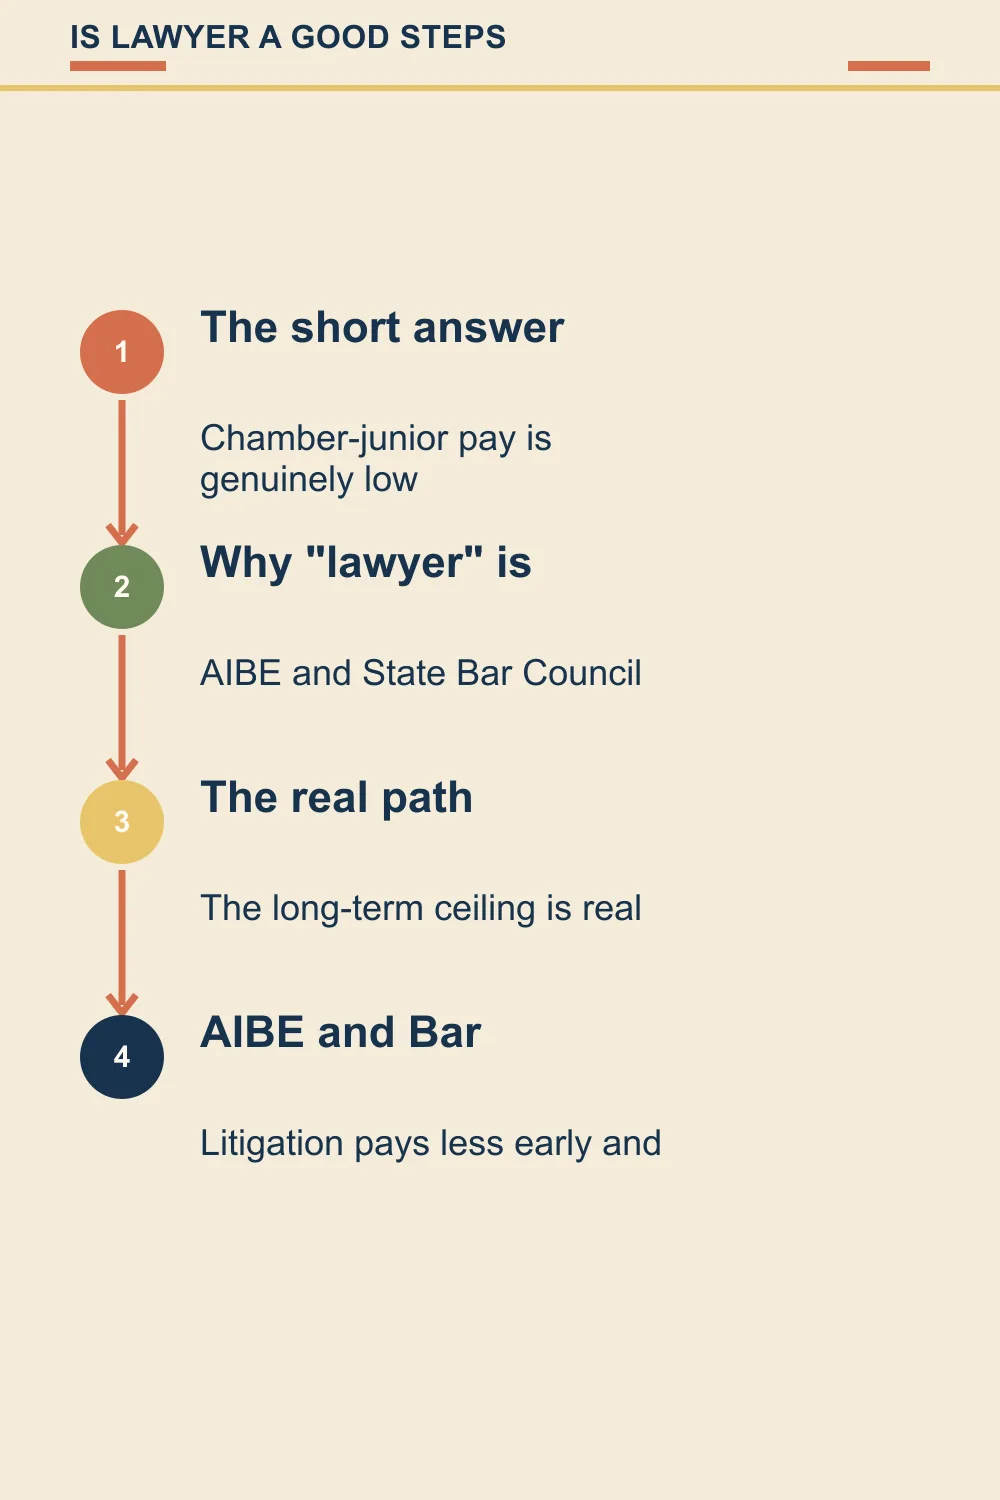 IS LAWYER A GOOD STEPS
1
The short answer
Chamber-junior pay is
genuinely low
2
Why "lawyer" is
AIBE and State Bar Council
3
The real path
The long-term ceiling is real
4
AIBE and Bar
Litigation pays less early and